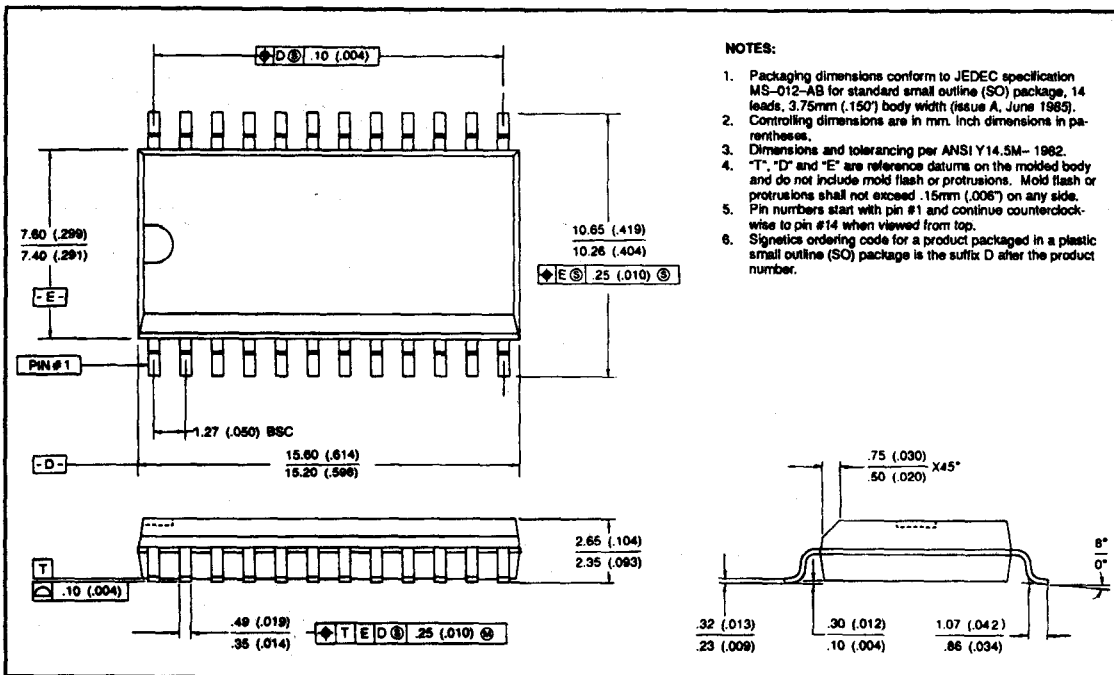 ⌖ D Ⓢ .10 (.004)
7.60 (.299)
7.40 (.291)
- E -
PIN # 1
10.65 (.419)
10.26 (.404)
⌖ E Ⓢ .25 (.010) Ⓢ
1.27 (.050) BSC
- D -
15.60 (.614)
15.20 (.596)
NOTES:
1. Packaging dimensions conform to JEDEC specification
MS–012–AB for standard small outline (SO) package, 14
leads, 3.75mm (.150") body width (issue A, June 1985).
2. Controlling dimensions are in mm. Inch dimensions in pa-
rentheses.
3. Dimensions and tolerancing per ANSI Y14.5M– 1982.
4. "T", "D" and "E" are reference datums on the molded body
and do not include mold flash or protrusions. Mold flash or
protrusions shall not exceed .15mm (.006") on any side.
5. Pin numbers start with pin #1 and continue counterclock-
wise to pin #14 when viewed from top.
6. Signetics ordering code for a product packaged in a plastic
small outline (SO) package is the suffix D after the product
number.
2.65 (.104)
2.35 (.093)
T
⌓ .10 (.004)
.49 (.019)
.35 (.014)
⌖ T E D Ⓢ .25 (.010) Ⓜ
.75 (.030)
.50 (.020)
X45°
8°
0°
.32 (.013)
.23 (.009)
.30 (.012)
.10 (.004)
1.07 (.042)
.86 (.034)